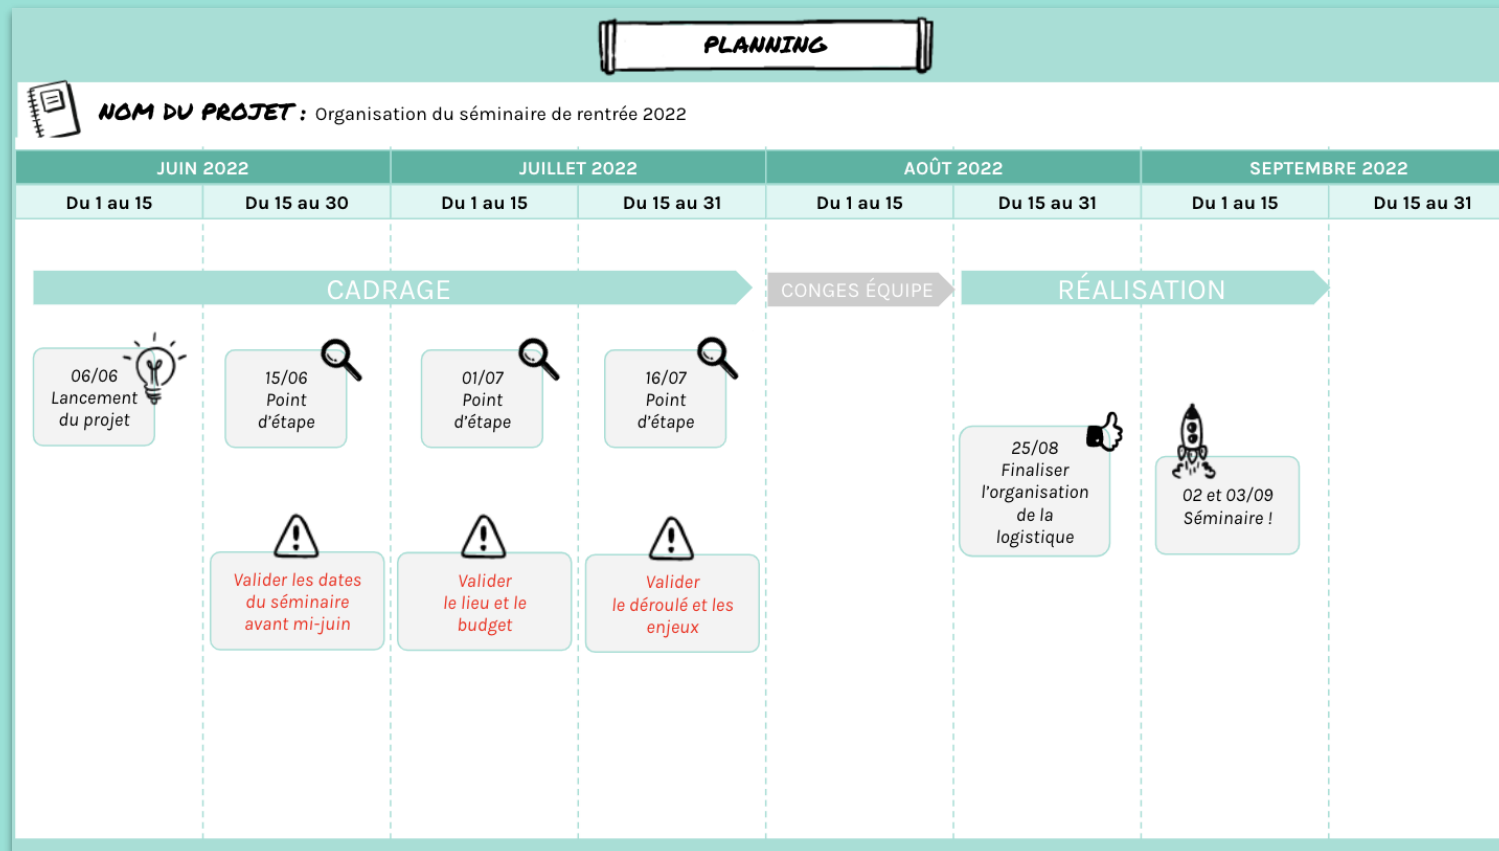 PLANNING
NOM DU PROJET : Organisation du séminaire de rentrée 2022
JUIN 2022
JUILLET 2022
AOÛT 2022
SEPTEMBRE 2022
Du 1 au 15
Du 15 au 30
Du 1 au 15
Du 15 au 31
Du 1 au 15
Du 15 au 31
Du 1 au 15
Du 15 au 31
CADRAGE
CONGES ÉQUIPE
RÉALISATION
06/06
Lancement
du projet
15/06
Point
d'étape
01/07
Point
d'étape
16/07
Point
d'étape
25/08
Finaliser
l'organisation
de la
logistique
02 et 03/09
Séminaire !
Valider les dates
du séminaire
avant mi-juin
Valider
le lieu et le
budget
Valider
le déroulé et les
enjeux